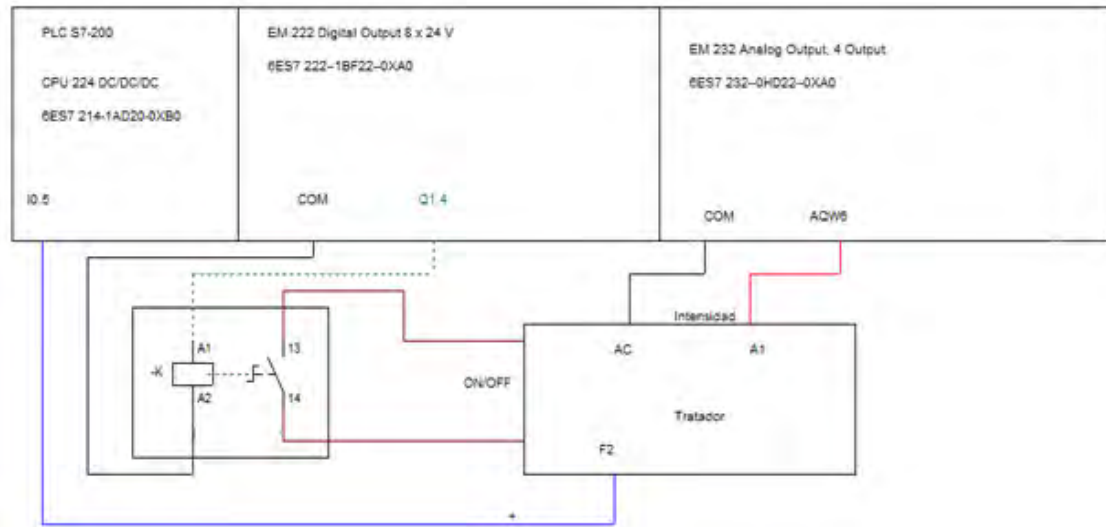 PLC S7-200
CPU 224 DC/DC/DC
6ES7 214-1AD20-0XB0
I0.5
EM 222 Digital Output 8 x 24 V
6ES7 222--1BF22--0XA0
COM
Q1.4
EM 232 Analog Output, 4 Output
6ES7 232--0HD22--0XA0
COM
AQW6
-K
A1
A2
13
14
ON/OFF
Intensidad
AC
A1
Tratador
F2
+